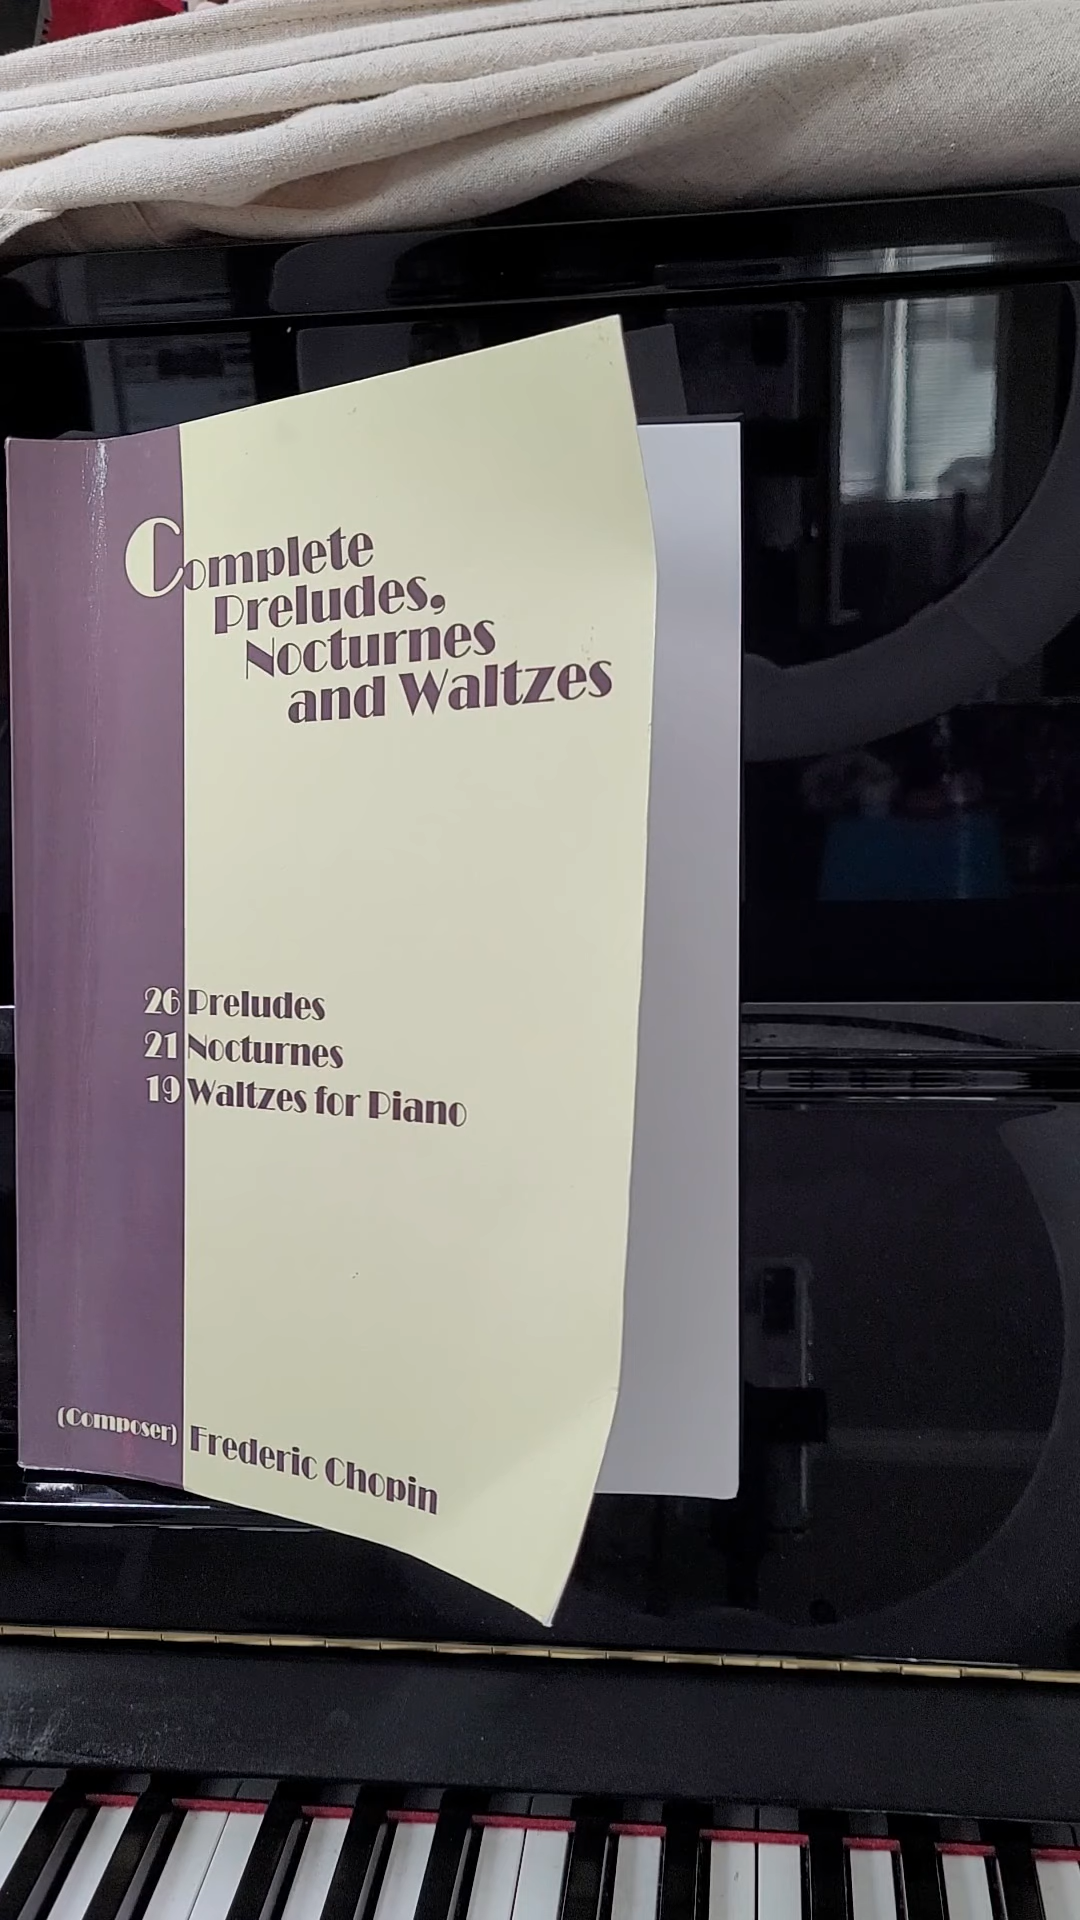 Complete
Preludes,
Nocturnes
and Waltzes
26 Preludes
21 Nocturnes
19 Waltzes for Piano
(Composer) Frederic Chopin